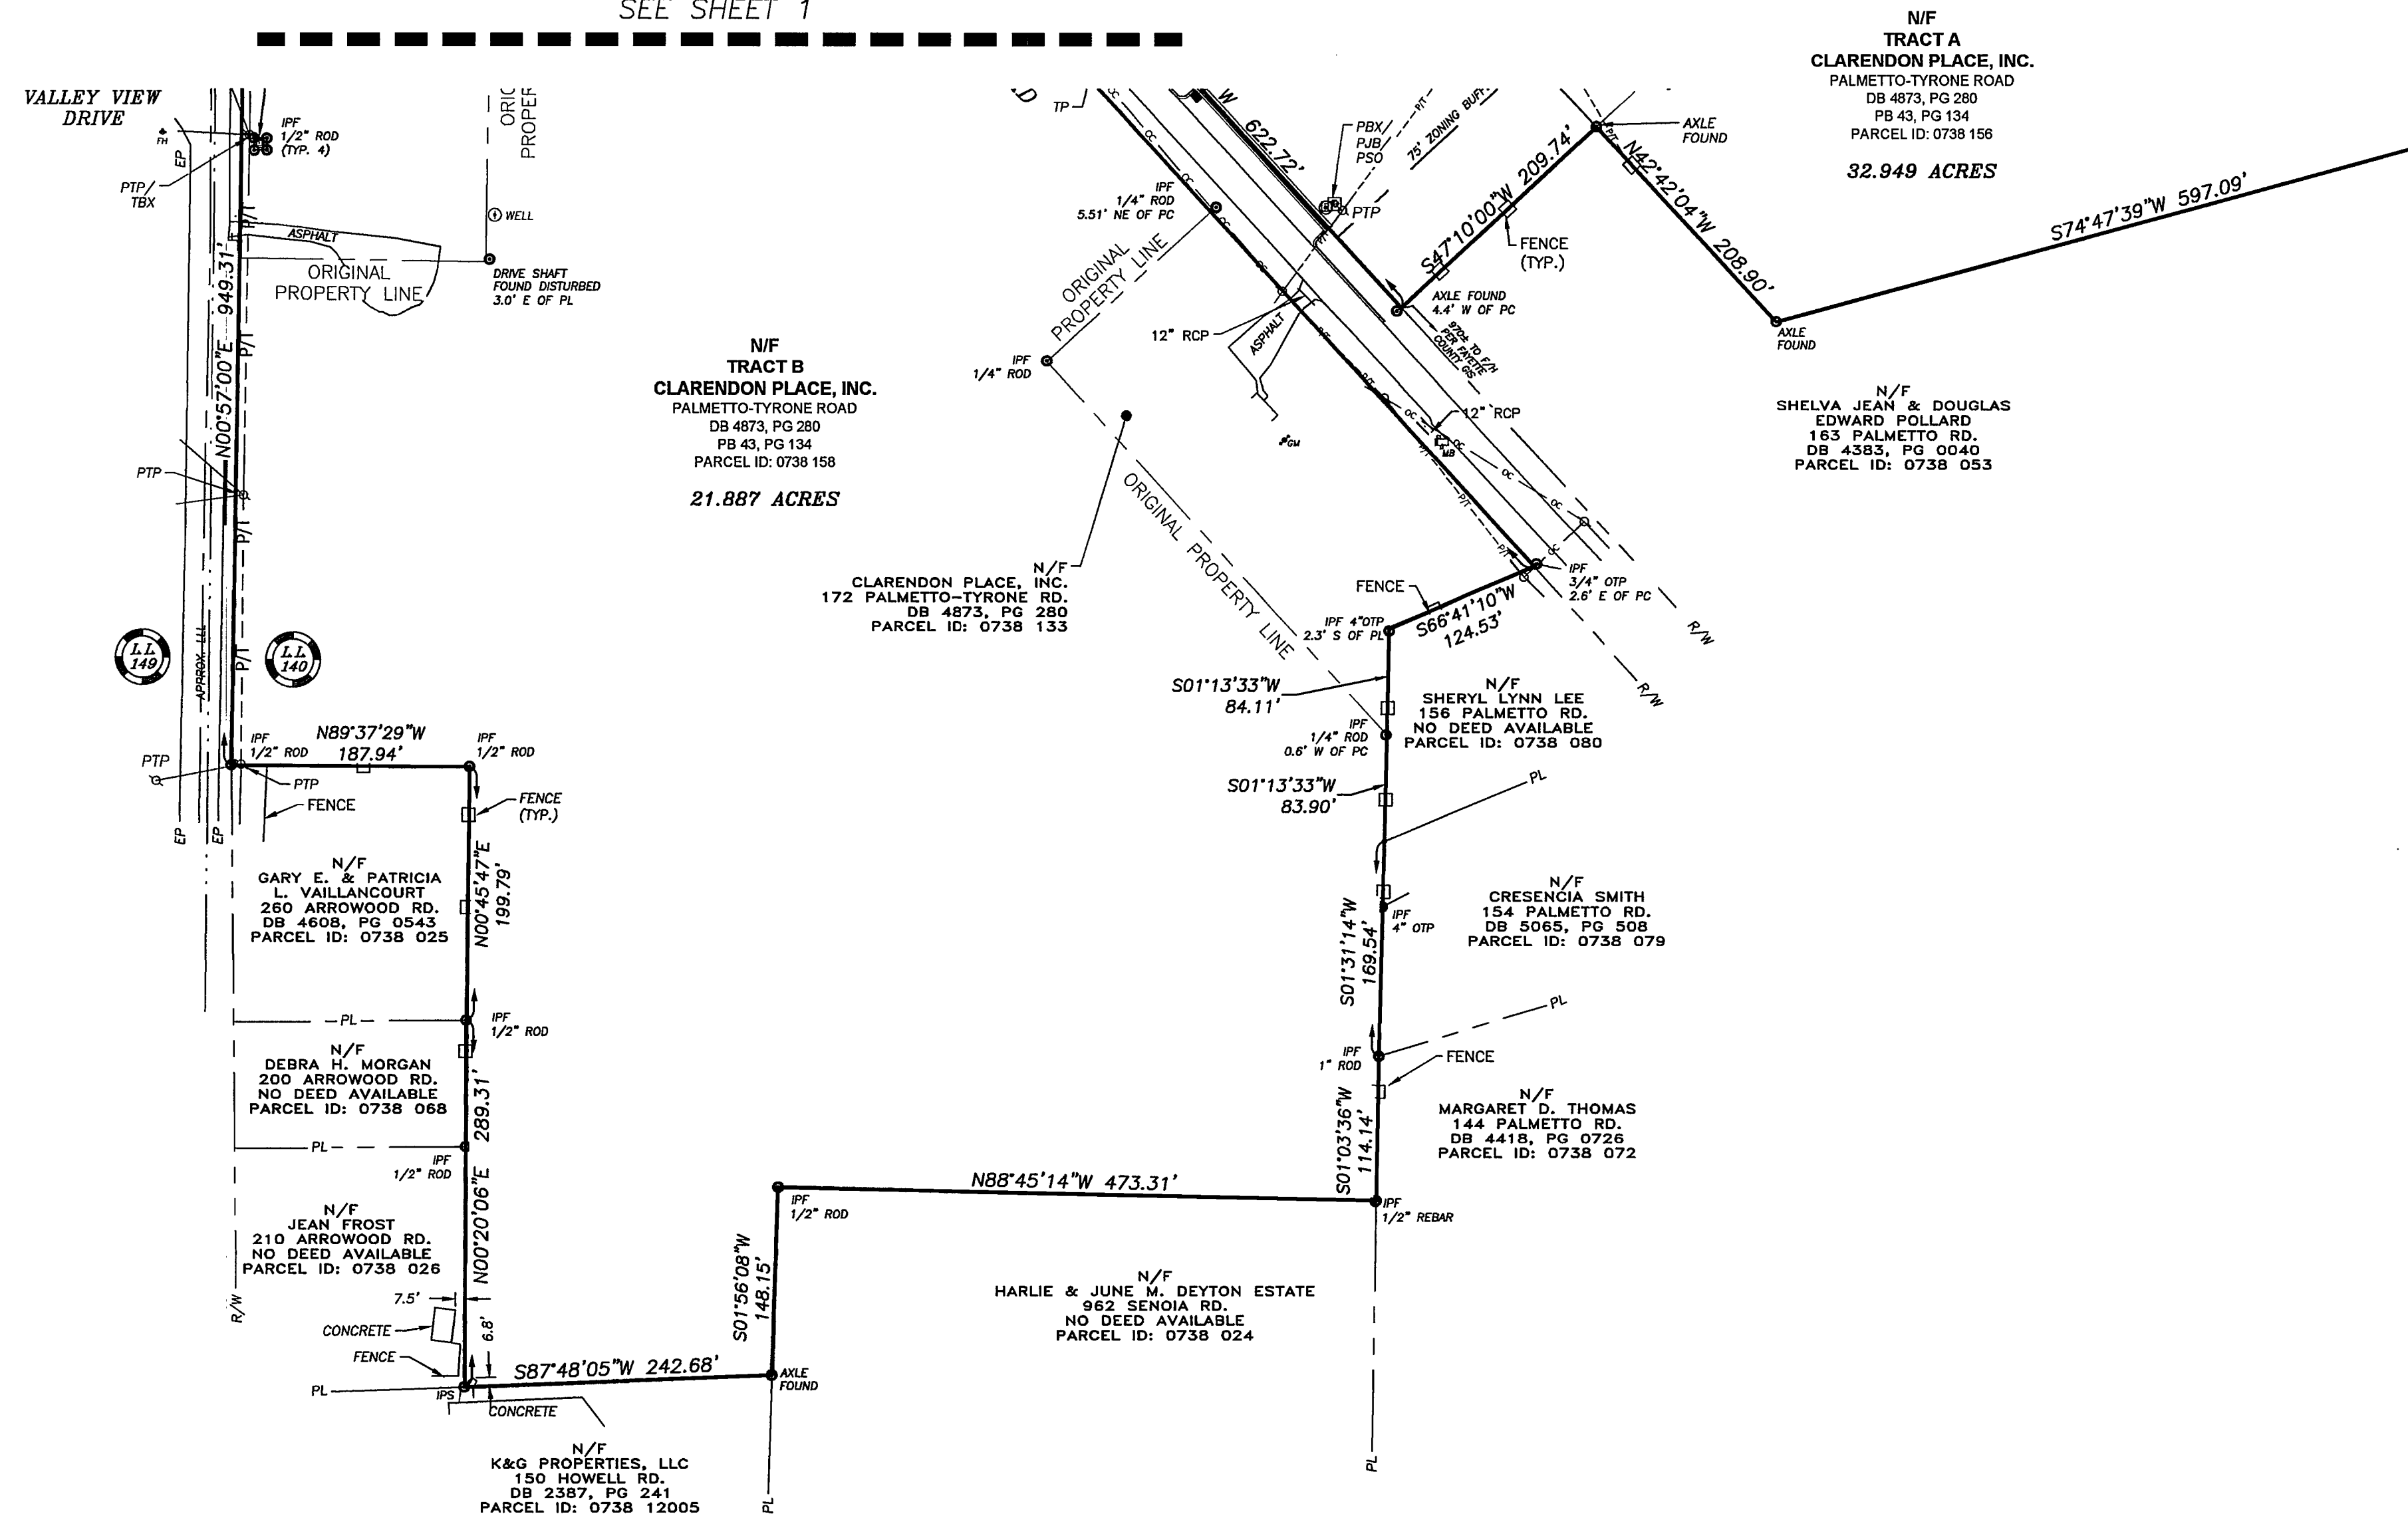 SEE SHEET 1
VALLEY VIEW
DRIVE
FH
EP
IPF
1/2" ROD
(TYP. 4)
PTP/
TBX
P/T
ASPHALT
ORIGINAL
PROPERTY LINE
WELL
DRIVE SHAFT
FOUND DISTURBED
3.0' E OF PL
N00°57'00"E 949.31'
P/T
PTP
P/T
P/T
APPROX. LLL
L.L.
149
L.L.
140
N/F
TRACT B
CLARENDON PLACE, INC.
PALMETTO-TYRONE ROAD
DB 4873, PG 280
PB 43, PG 134
PARCEL ID: 0738 158
21.887 ACRES
TP
OC
W 622.72'
PBX/
PJB
PSO
PTP
P/T
IPF
1/4" ROD
5.51' NE OF PC
ORIGINAL
PROPERTY LINE
IPF
1/4" ROD
12" RCP
ASPHALT
GM
S47°10'00"W 209.74'
FENCE
(TYP.)
AXLE FOUND
4.4' W OF PC
970± TO F/H
PER FAYETTE
COUNTY GIS
12" RCP
MB
OC
OC
P/T
AXLE
FOUND
P/T
N42°42'04"W 208.90'
AXLE
FOUND
S74°47'39"W 597.09'
N/F
TRACT A
CLARENDON PLACE, INC.
PALMETTO-TYRONE ROAD
DB 4873, PG 280
PB 43, PG 134
PARCEL ID: 0738 156
32.949 ACRES
N/F
SHELVA JEAN & DOUGLAS
EDWARD POLLARD
163 PALMETTO RD.
DB 4383, PG 0040
PARCEL ID: 0738 053
ORIGINAL PROPERTY LINE
N/F
CLARENDON PLACE, INC.
172 PALMETTO-TYRONE RD.
DB 4873, PG 280
PARCEL ID: 0738 133
FENCE
IPF
3/4" OTP
2.6' E OF PC
S66°41'10"W
124.53'
IPF 4"OTP
2.3' S OF PL
R/W
R/W
S01°13'33"W
84.11'
N/F
SHERYL LYNN LEE
156 PALMETTO RD.
NO DEED AVAILABLE
PARCEL ID: 0738 080
IPF
1/4" ROD
0.6' W OF PC
S01°13'33"W
83.90'
PL
IPF
4" OTP
N/F
CRESENCIA SMITH
154 PALMETTO RD.
DB 5065, PG 508
PARCEL ID: 0738 079
S01°31'14"W
169.54'
PL
IPF
1" ROD
FENCE
S01°03'36"W
114.14'
N/F
MARGARET D. THOMAS
144 PALMETTO RD.
DB 4418, PG 0726
PARCEL ID: 0738 072
IPF
1/2" REBAR
PL
PTP
IPF
1/2" ROD
N89°37'29"W
187.94'
IPF
1/2" ROD
PTP
FENCE
FENCE
(TYP.)
EP
EP
N/F
GARY E. & PATRICIA
L. VAILLANCOURT
260 ARROWOOD RD.
DB 4608, PG 0543
PARCEL ID: 0738 025
N00°45'47"E
199.79'
PL
IPF
1/2" ROD
N/F
DEBRA H. MORGAN
200 ARROWOOD RD.
NO DEED AVAILABLE
PARCEL ID: 0738 068
N00°20'06"E 289.31'
PL
IPF
1/2" ROD
N/F
JEAN FROST
210 ARROWOOD RD.
NO DEED AVAILABLE
PARCEL ID: 0738 026
R/W
7.5'
CONCRETE
FENCE
6.8'
PL
IPS
CONCRETE
S87°48'05"W 242.68'
AXLE
FOUND
S01°56'08"W
148.15'
IPF
1/2" ROD
N88°45'14"W 473.31'
N/F
HARLIE & JUNE M. DEYTON ESTATE
962 SENOIA RD.
NO DEED AVAILABLE
PARCEL ID: 0738 024
PL
N/F
K&G PROPERTIES, LLC
150 HOWELL RD.
DB 2387, PG 241
PARCEL ID: 0738 12005